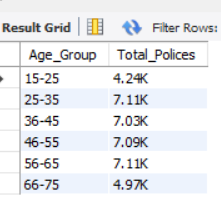 Result Grid Filter Rows:
Age_Group Total_Polices
15-25 4.24K
25-35 7.11K
36-45 7.03K
46-55 7.09K
56-65 7.11K
66-75 4.97K